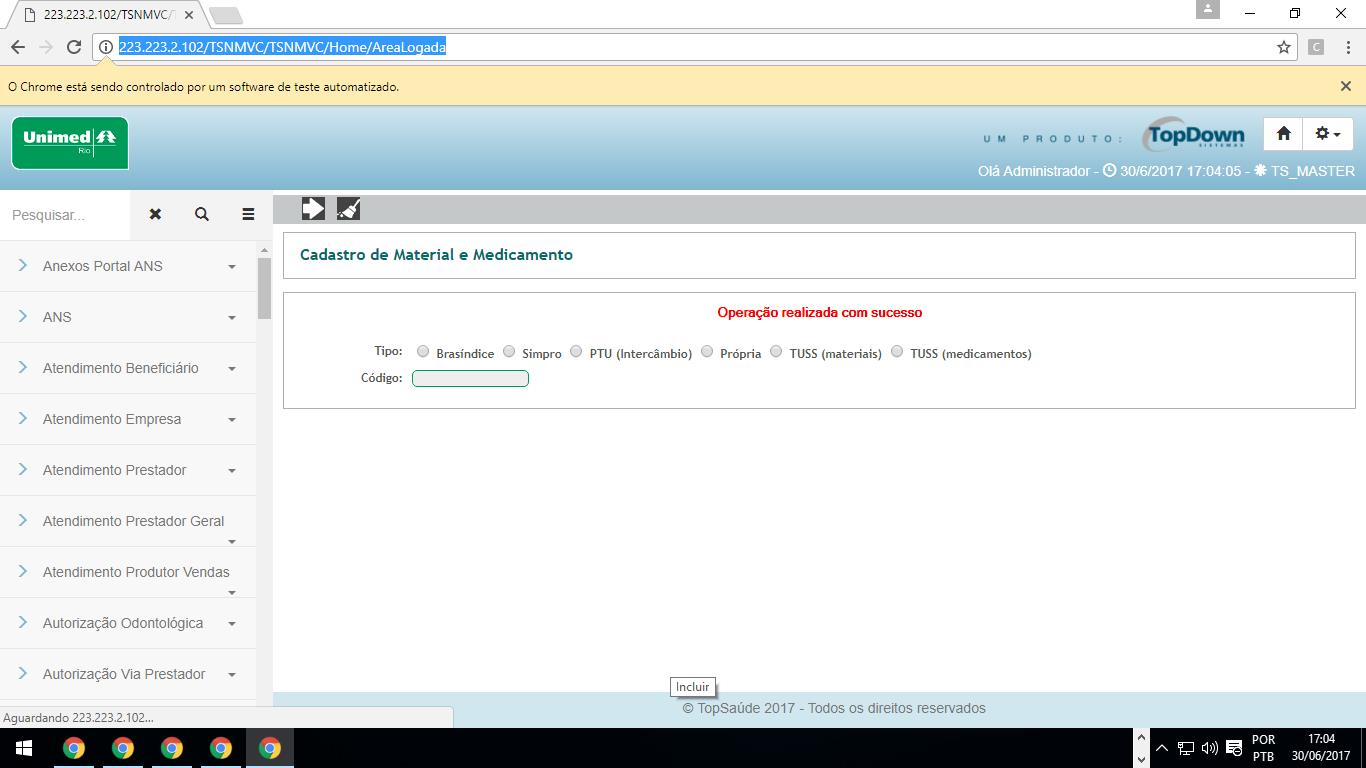 223.223.2.102/TSNMVC/T
223.223.2.102/TSNMVC/TSNMVC/Home/AreaLogada
C
O Chrome está sendo controlado por um software de teste automatizado.
Unimed
Rio
UM PRODUTO:
TopDown
SISTEMAS
Olá Administrador - 30/6/2017 17:04:05 - TS_MASTER
Pesquisar...
Cadastro de Material e Medicamento
Operação realizada com sucesso
Tipo: Brasíndice Simpro PTU (Intercâmbio) Própria TUSS (materiais) TUSS (medicamentos)
Código:
Anexos Portal ANS
ANS
Atendimento Beneficiário
Atendimento Empresa
Atendimento Prestador
Atendimento Prestador Geral
Atendimento Produtor Vendas
Autorização Odontológica
Autorização Via Prestador
Incluir
© TopSaúde 2017 - Todos os direitos reservados
Aguardando 223.223.2.102...
POR
PTB
17:04
30/06/2017